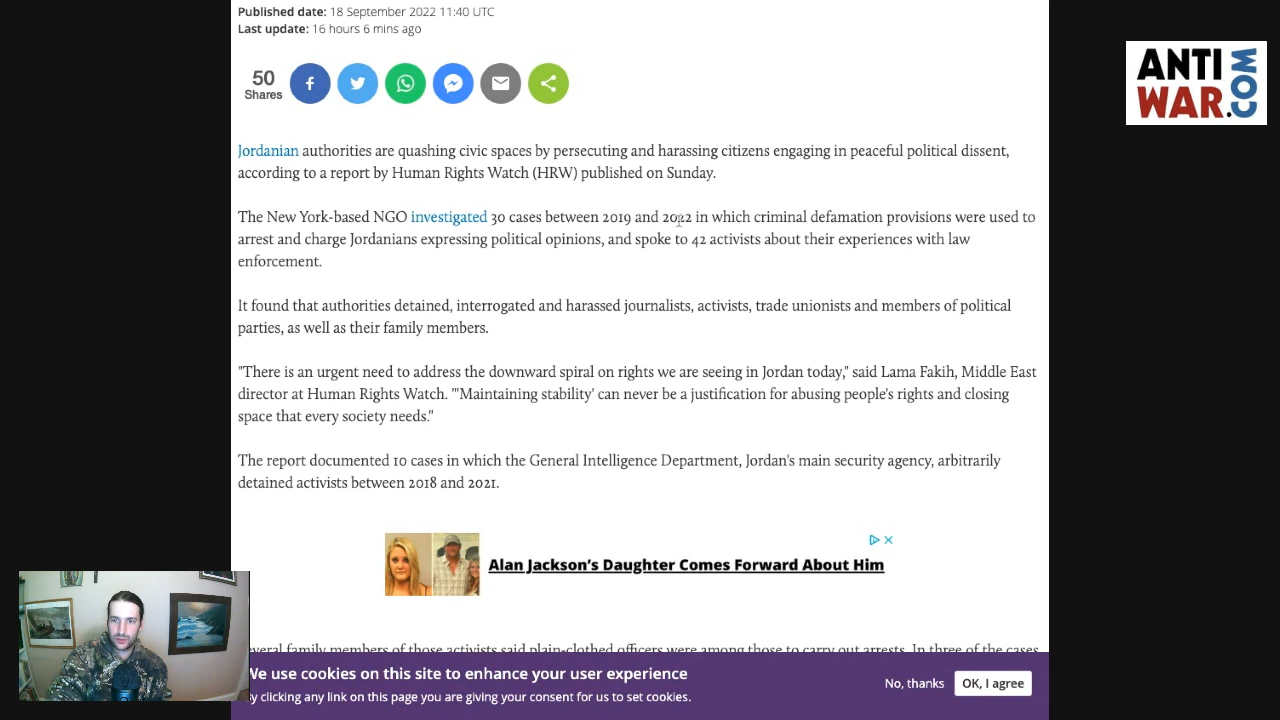 Published date: 18 September 2022 11:40 UTC
Last update: 16 hours 6 mins ago
50
Shares
ANTI
WAR.COM
Jordanian authorities are quashing civic spaces by persecuting and harassing citizens engaging in peaceful political dissent,
according to a report by Human Rights Watch (HRW) published on Sunday.
The New York-based NGO investigated 30 cases between 2019 and 2022 in which criminal defamation provisions were used to
arrest and charge Jordanians expressing political opinions, and spoke to 42 activists about their experiences with law
enforcement.
It found that authorities detained, interrogated and harassed journalists, activists, trade unionists and members of political
parties, as well as their family members.
"There is an urgent need to address the downward spiral on rights we are seeing in Jordan today," said Lama Fakih, Middle East
director at Human Rights Watch. "'Maintaining stability' can never be a justification for abusing people's rights and closing
space that every society needs."
The report documented 10 cases in which the General Intelligence Department, Jordan's main security agency, arbitrarily
detained activists between 2018 and 2021.
Alan Jackson's Daughter Comes Forward About Him
Several family members of those activists said plain-clothed officers were among those to carry out arrests. In three of the cases
We use cookies on this site to enhance your user experience
By clicking any link on this page you are giving your consent for us to set cookies.
No, thanks
OK, I agree